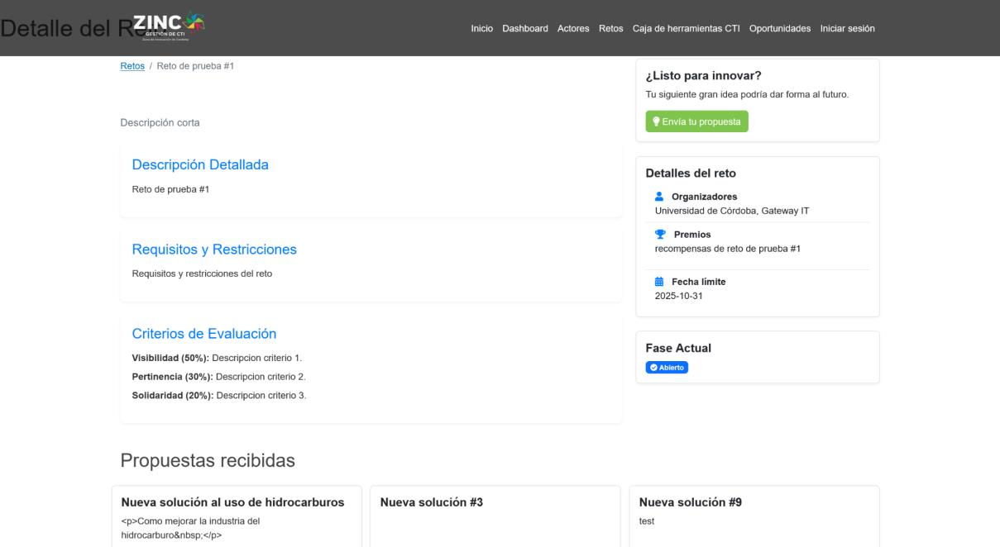 Detalle del Re
ZINC
GESTIÓN DE CTI
Zona de Innovación de Córdoba
Inicio Dashboard Actores Retos Caja de herramientas CTI Oportunidades Iniciar sesión
Retos / Reto de prueba #1
Descripción corta
Descripción Detallada
Reto de prueba #1
Requisitos y Restricciones
Requisitos y restricciones del reto
Criterios de Evaluación
Visibilidad (50%): Descripcion criterio 1.
Pertinencia (30%): Descripcion criterio 2.
Solidaridad (20%): Descripcion criterio 3.
¿Listo para innovar?
Tu siguiente gran idea podría dar forma al futuro.
Envía tu propuesta
Detalles del reto
Organizadores
Universidad de Córdoba, Gateway IT
Premios
recompensas de reto de prueba #1
Fecha límite
2025-10-31
Fase Actual
Abierto
Propuestas recibidas
Nueva solución al uso de hidrocarburos
<p>Como mejorar la industria del
hidrocarburo&nbsp;</p>
Nueva solución #3
Nueva solución #9
test